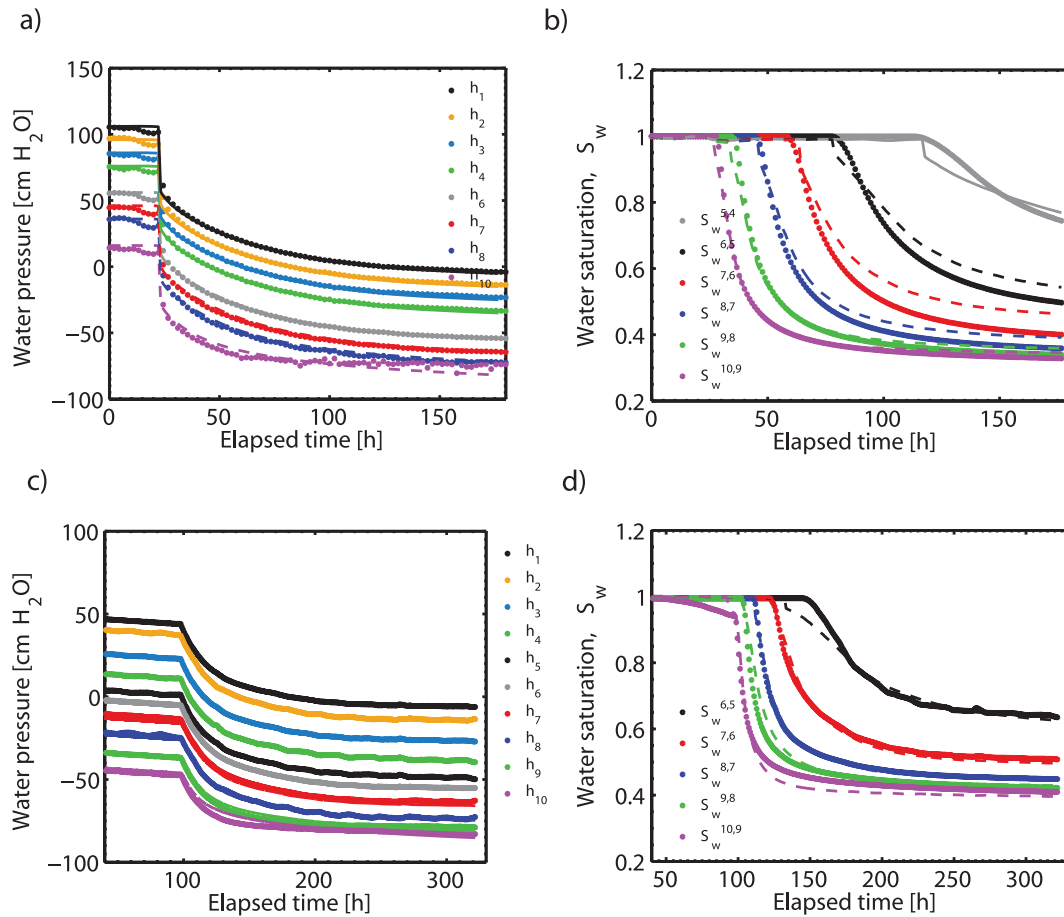 a)
150
100
50
0
−50
−100
0
50
100
150
Water pressure [cm H2O]
Elapsed time [h]
h1
h2
h3
h4
h6
h7
h8
h10
b)
1.2
1
0.8
0.6
0.4
0.2
0
50
100
150
Water saturation, Sw
Elapsed time [h]
Sw5,4
Sw6,5
Sw7,6
Sw8,7
Sw9,8
Sw10,9
c)
100
50
0
−50
−100
100
200
300
Water pressure [cm H2O]
Elapsed time [h]
h1
h2
h3
h4
h5
h6
h7
h8
h9
h10
d)
1.2
1
0.8
0.6
0.4
0.2
50
100
150
200
250
300
Water saturation, Sw
Elapsed time [h]
Sw6,5
Sw7,6
Sw8,7
Sw9,8
Sw10,9